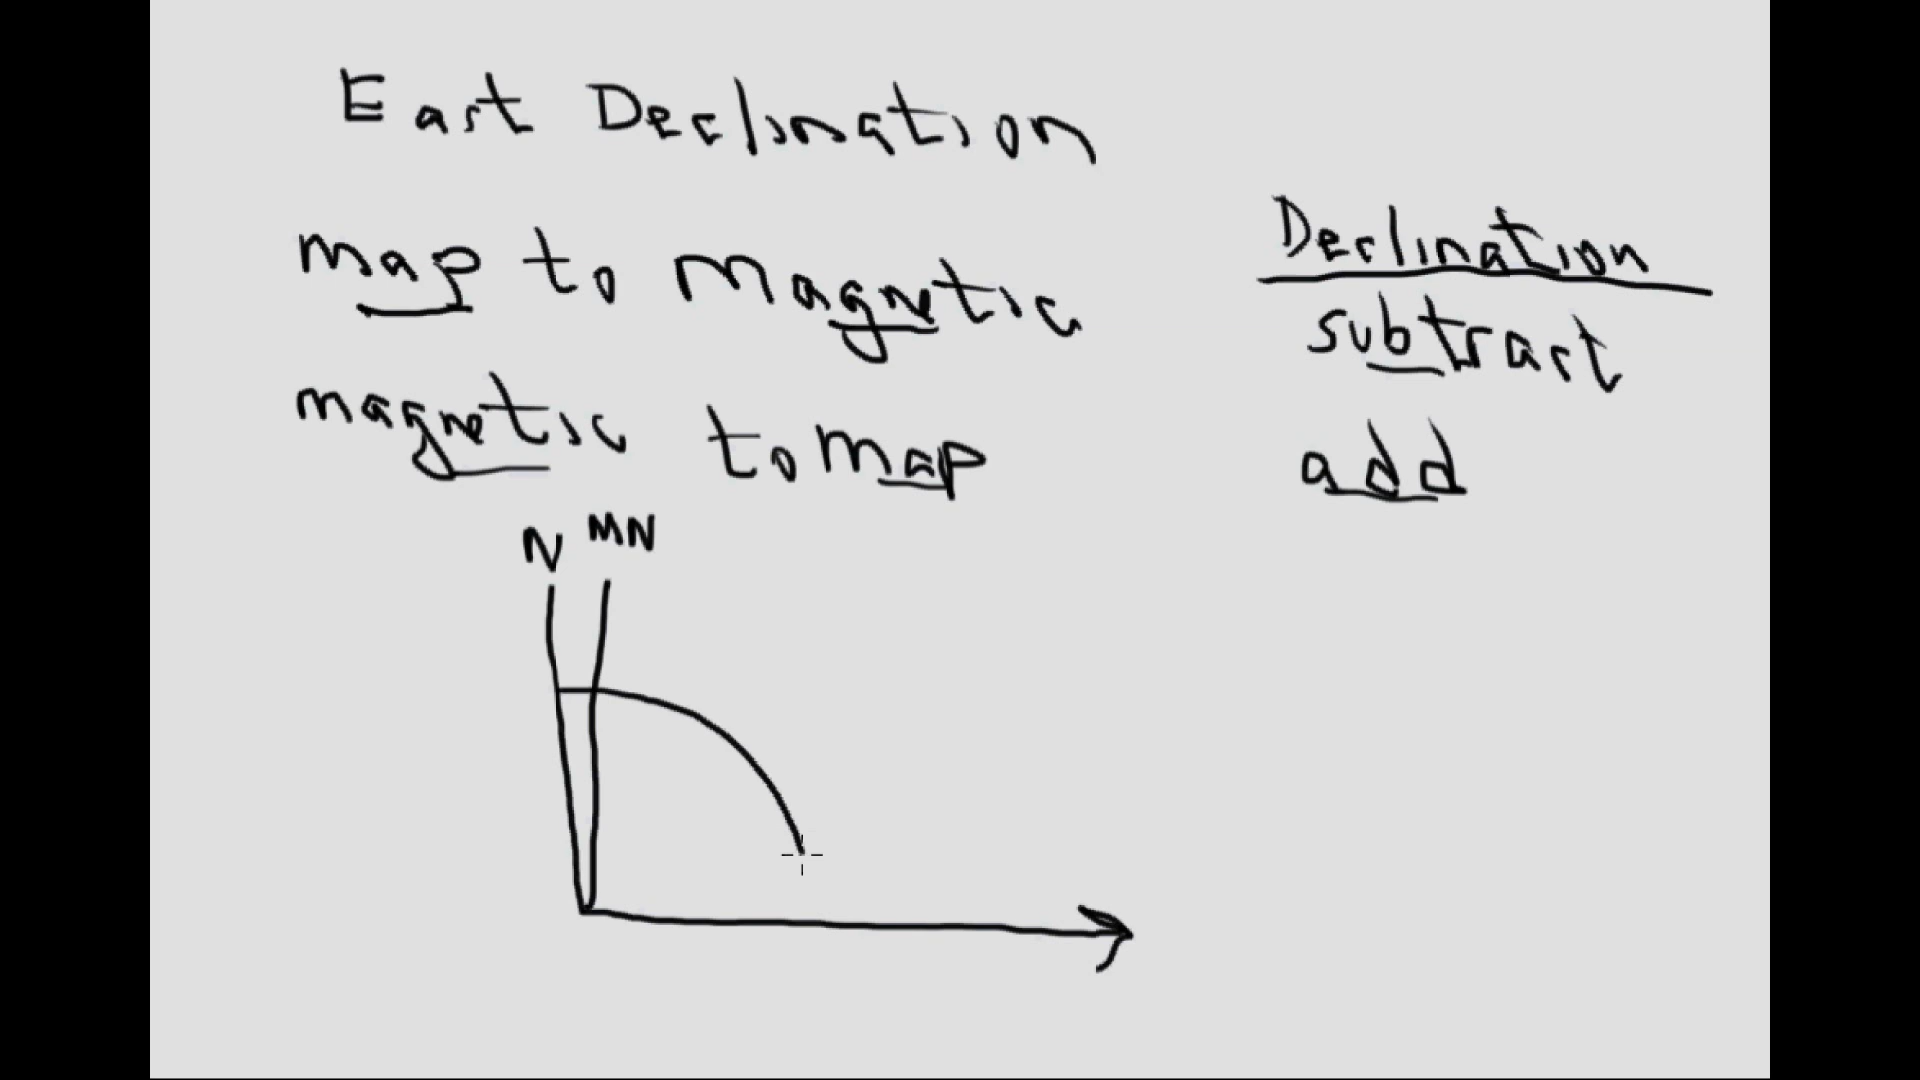 East Declination
map to Magnetic
Declination
subtract
magnetic to map
add
N MN